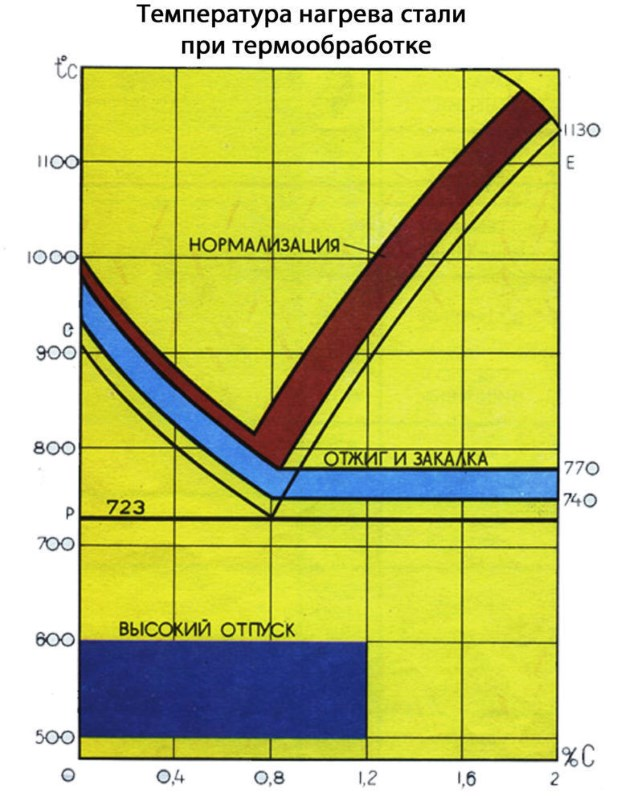 Температура нагрева стали
при термообработке
t°C
1130
1100
E
НОРМАЛИЗАЦИЯ
1000
G
900
800
ОТЖИГ И ЗАКАЛКА
770
740
P
723
700
ВЫСОКИЙ ОТПУСК
600
500
%C
0 0,4 0,8 1,2 1,6 2